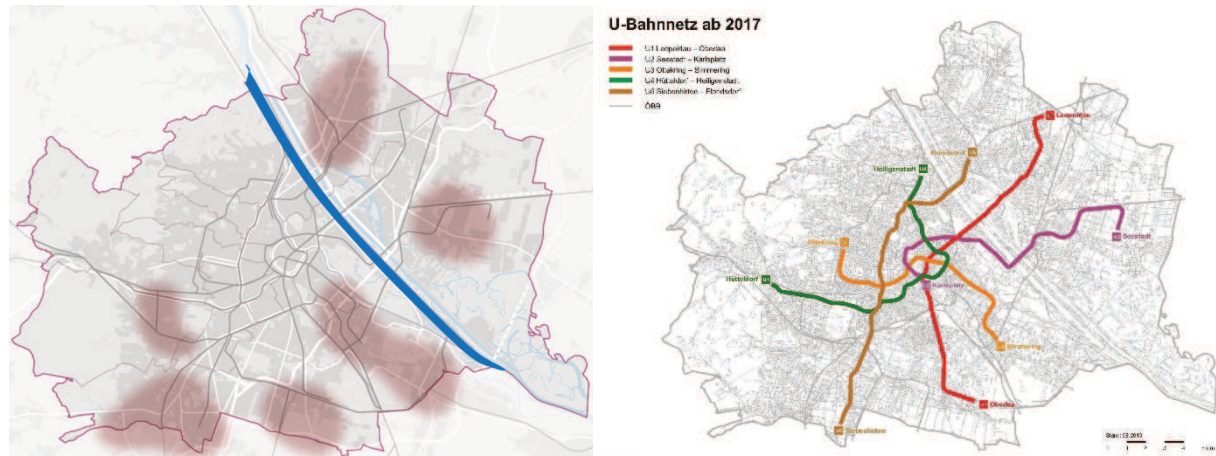 U-Bahnnetz ab 2017
U1 Leopoldau – Oberlaa
U2 Seestadt – Karlsplatz
U3 Ottakring – Simmering
U4 Hütteldorf – Heiligenstadt
U6 Siebenhirten – Floridsdorf
ÖBB
Leopoldau
Floridsdorf
Heiligenstadt
Seestadt
Ottakring
Hütteldorf
Karlsplatz
Simmering
Oberlaa
Siebenhirten